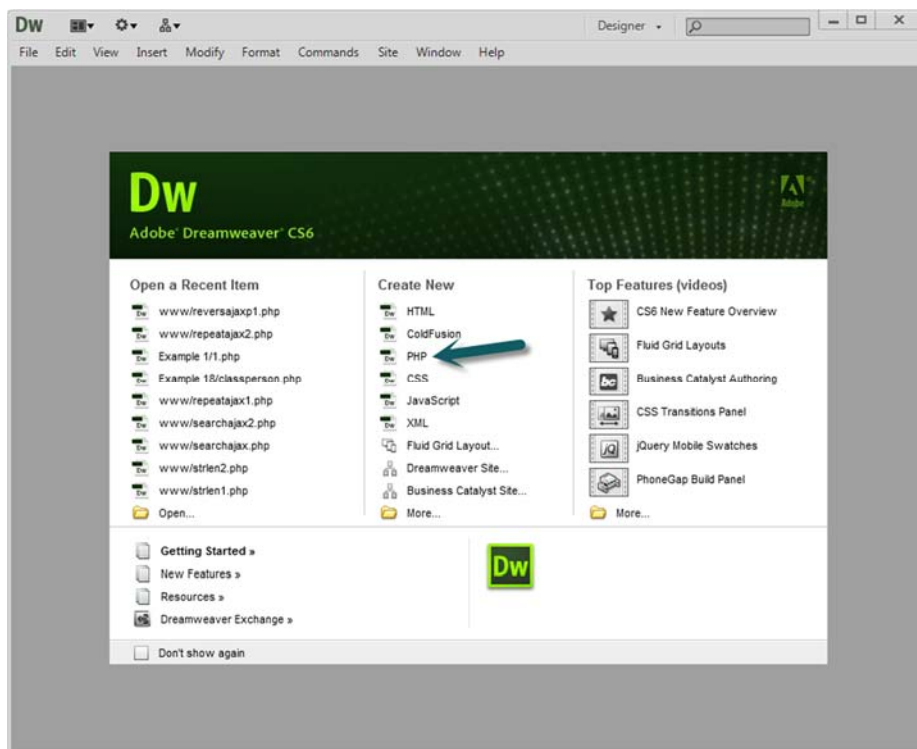 Dw
Designer
File Edit View Insert Modify Format Commands Site Window Help
Dw
Adobe® Dreamweaver® CS6
Adobe
Open a Recent Item
www/reversajaxp1.php
www/repeatajax2.php
Example 1/1.php
Example 18/classperson.php
www/repeatajax1.php
www/searchajax2.php
www/searchajax.php
www/strlen2.php
www/strlen1.php
Open...
Create New
HTML
ColdFusion
PHP
CSS
JavaScript
XML
Fluid Grid Layout...
Dreamweaver Site...
Business Catalyst Site...
More...
Top Features (videos)
CS6 New Feature Overview
Fluid Grid Layouts
Business Catalyst Authoring
CSS Transitions Panel
jQuery Mobile Swatches
PhoneGap Build Panel
More...
Getting Started »
New Features »
Resources »
Dreamweaver Exchange »
Dw
Don't show again